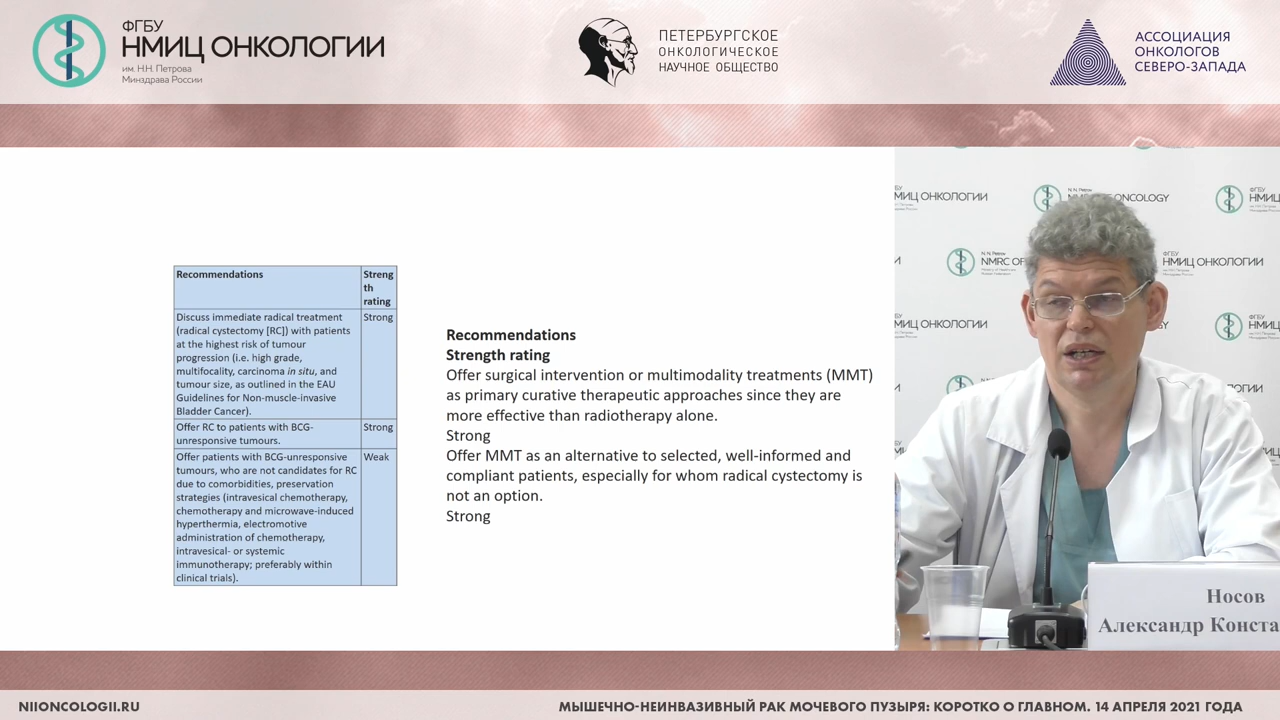 ФГБУ
НМИЦ ОНКОЛОГИИ
им. Н.Н. Петрова
Минздрава России
ПЕТЕРБУРГСКОЕ
ОНКОЛОГИЧЕСКОЕ
НАУЧНОЕ ОБЩЕСТВО
АССОЦИАЦИЯ
ОНКОЛОГОВ
СЕВЕРО-ЗАПАДА
Recommendations
Streng
th
rating
Discuss immediate radical treatment
(radical cystectomy [RC]) with patients
at the highest risk of tumour
progression (i.e. high grade,
multifocality, carcinoma in situ, and
tumour size, as outlined in the EAU
Guidelines for Non-muscle-invasive
Bladder Cancer).
Strong
Offer RC to patients with BCG-
unresponsive tumours.
Strong
Offer patients with BCG-unresponsive
tumours, who are not candidates for RC
due to comorbidities, preservation
strategies (intravesical chemotherapy,
chemotherapy and microwave-induced
hyperthermia, electromotive
administration of chemotherapy,
intravesical- or systemic
immunotherapy; preferably within
clinical trials).
Weak
Recommendations
Strength rating
Offer surgical intervention or multimodality treatments (MMT)
as primary curative therapeutic approaches since they are
more effective than radiotherapy alone.
Strong
Offer MMT as an alternative to selected, well-informed and
compliant patients, especially for whom radical cystectomy is
not an option.
Strong
НМИЦ ОНКОЛОГИИ
N.N. Petrov
NMRC OF
НМИЦ ОНКОЛОГИИ
Носов
Александр Конста
NIIONCOLOGII.RU
МЫШЕЧНО-НЕИНВАЗИВНЫЙ РАК МОЧЕВОГО ПУЗЫРЯ: КОРОТКО О ГЛАВНОМ. 14 АПРЕЛЯ 2021 ГОДА